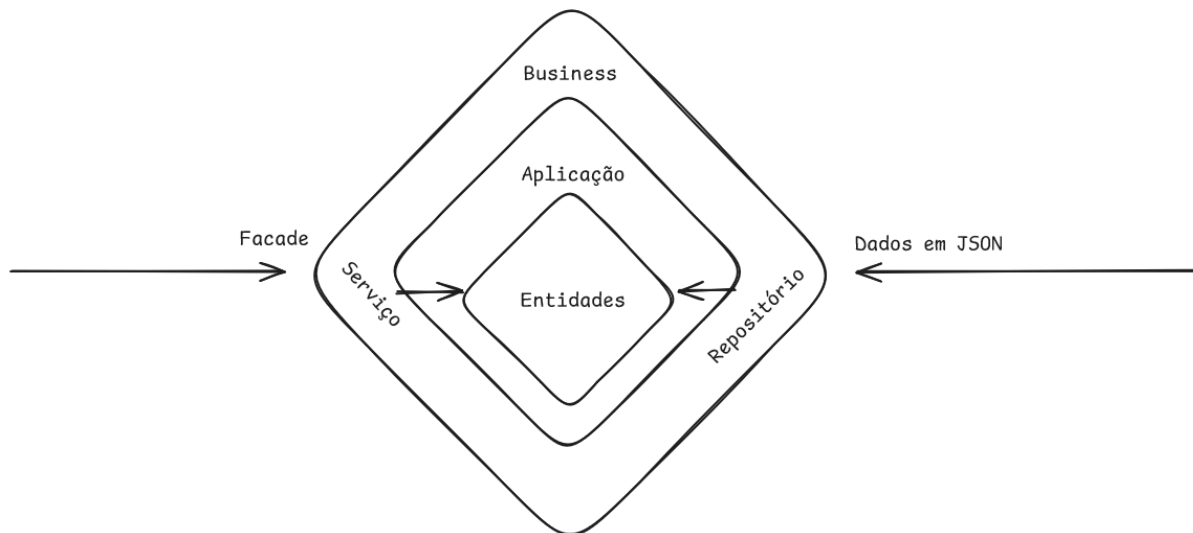 Business
Aplicação
Facade
Dados em JSON
Serviço
Entidades
Repositório